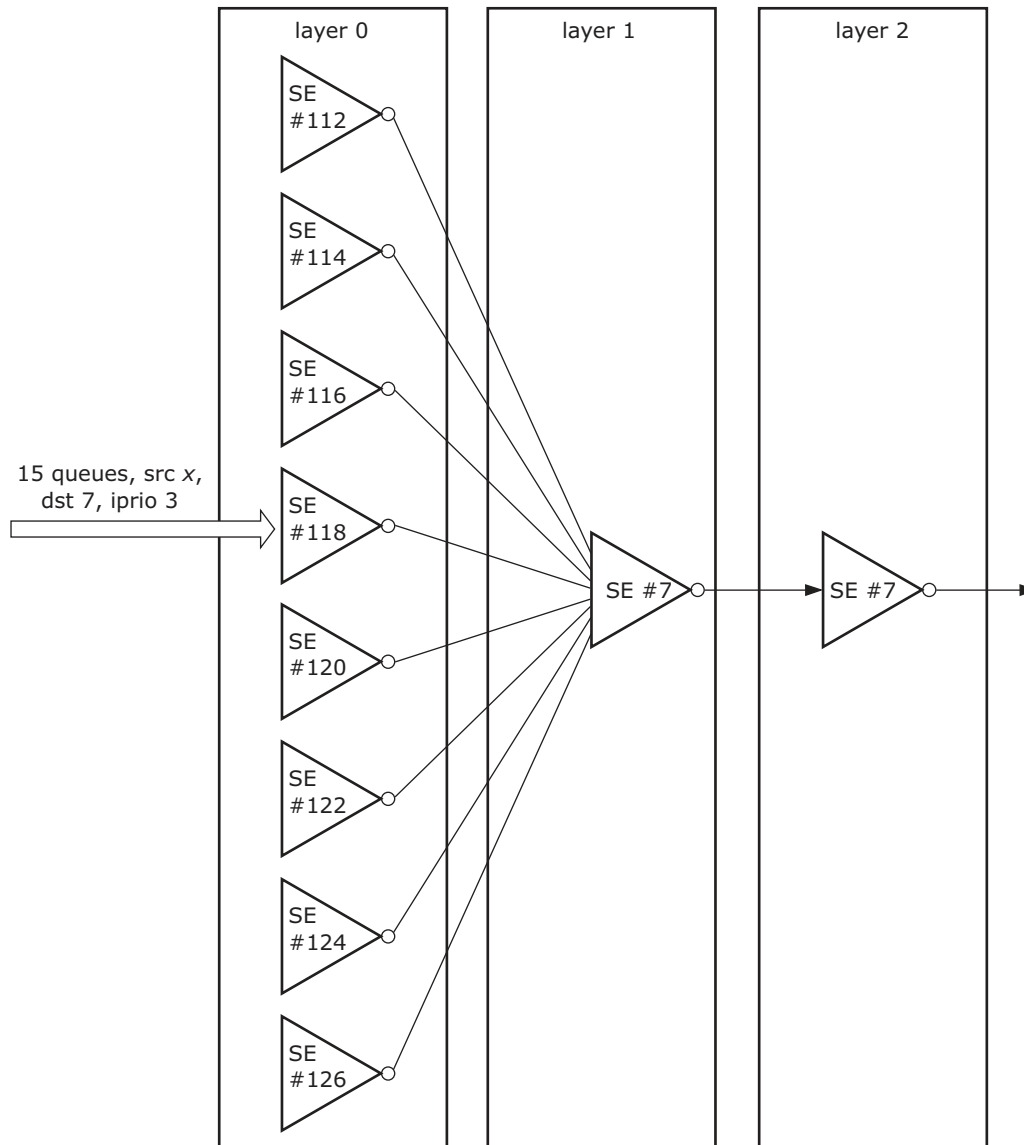 layer 0
layer 1
layer 2
SE
#112
SE
#114
SE
#116
15 queues, src x,
dst 7, iprio 3
SE
#118
SE #7
SE #7
SE
#120
SE
#122
SE
#124
SE
#126